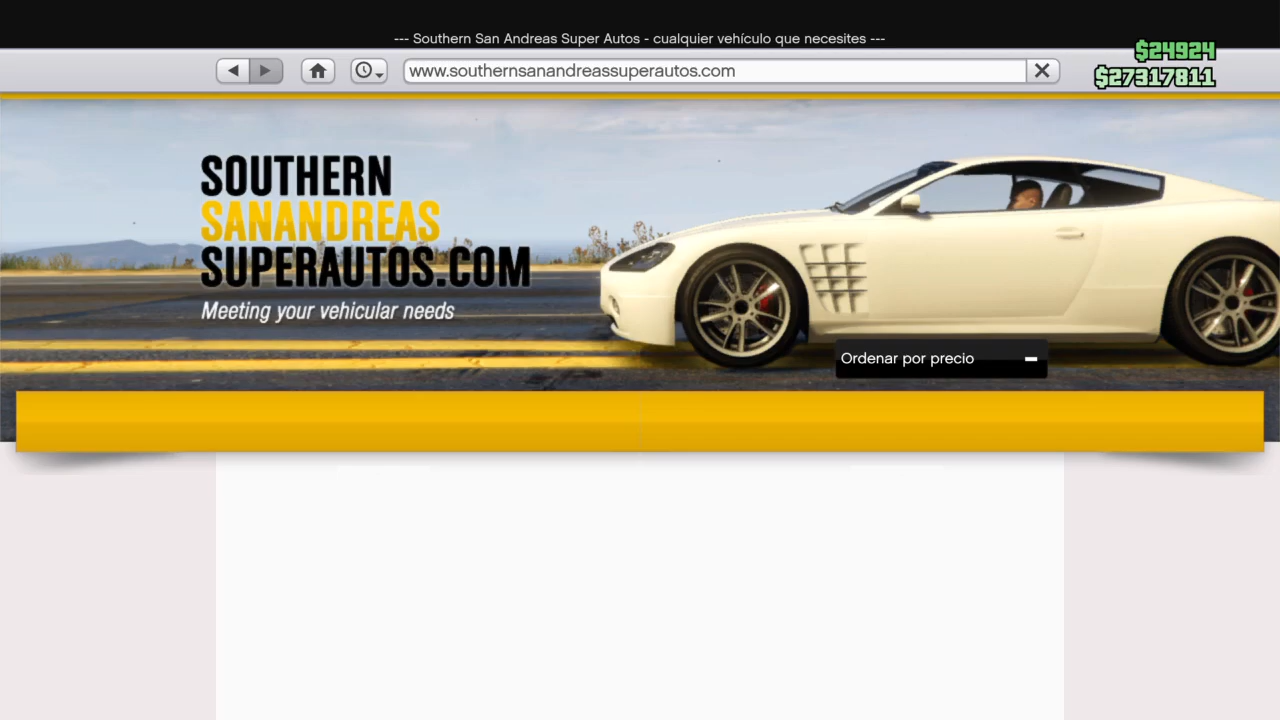 --- Southern San Andreas Super Autos - cualquier vehículo que necesites ---
$24924
www.southernsanandreassuperautos.com
$27317811
SOUTHERN
SANANDREAS
SUPERAUTOS.COM
Meeting your vehicular needs
Ordenar por precio